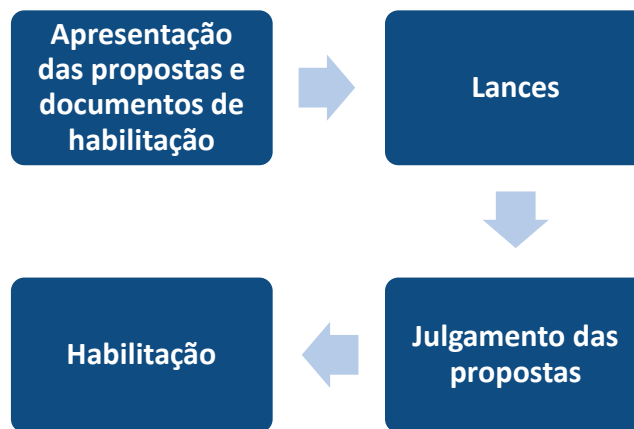 Apresentação
das propostas e
documentos de
habilitação
Lances
Julgamento das
propostas
Habilitação